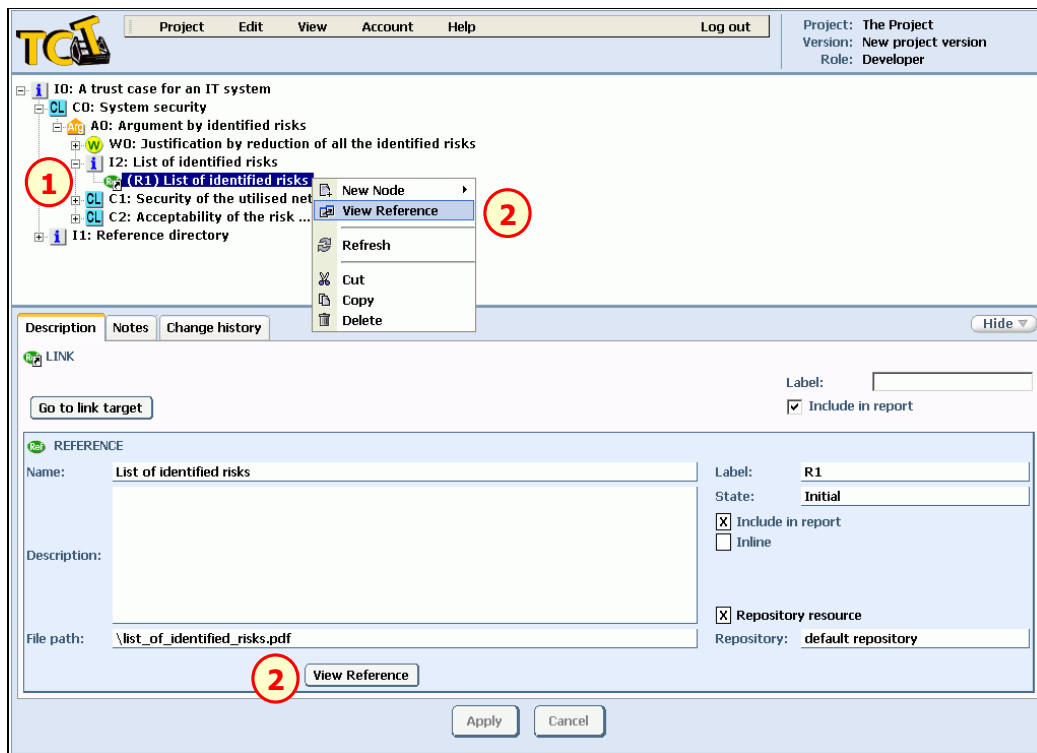 TCT
Project Edit View Account Help Log out
Project: The Project
Version: New project version
Role: Developer
i I0: A trust case for an IT system
CL C0: System security
Arg A0: Argument by identified risks
W W0: Justification by reduction of all the identified risks
i I2: List of identified risks
1
(R1) List of identified risks
CL C1: Security of the utilised net
CL C2: Acceptability of the risk ...
i I1: Reference directory
New Node
View Reference
2
Refresh
Cut
Copy
Delete
Description Notes Change history Hide
LINK
Label:
Go to link target
Include in report
Ref REFERENCE
Name: List of identified risks
Label: R1
State: Initial
X Include in report
Inline
Description:
X Repository resource
File path: \list_of_identified_risks.pdf
Repository: default repository
2 View Reference
Apply Cancel